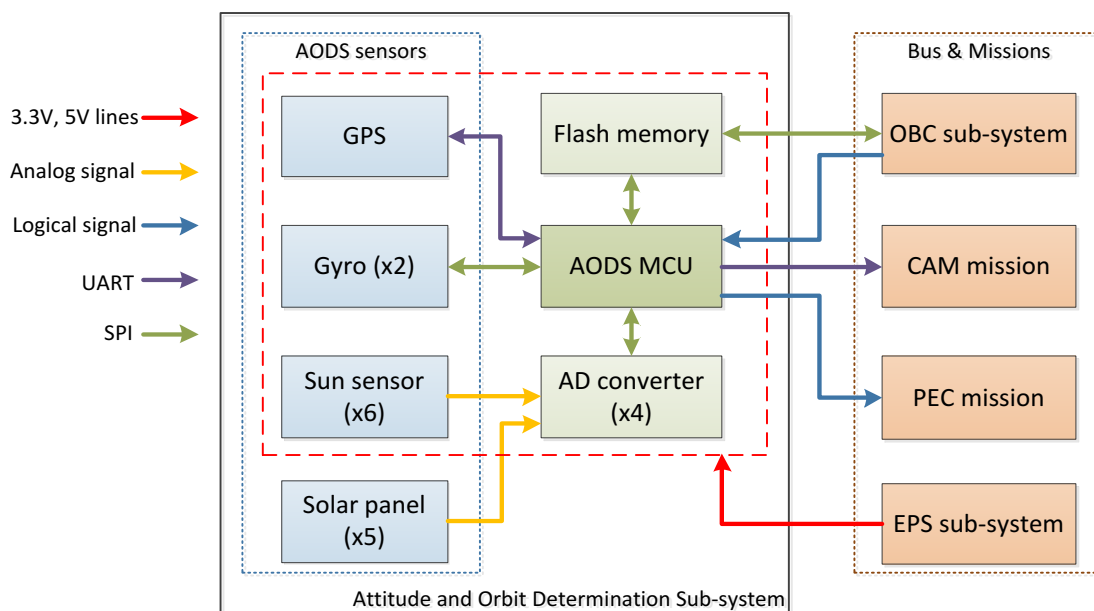 AODS sensors
Bus & Missions
3.3V, 5V lines
Analog signal
Logical signal
UART
SPI
GPS
Flash memory
OBC sub-system
Gyro (x2)
AODS MCU
CAM mission
Sun sensor
(x6)
AD converter
(x4)
PEC mission
Solar panel
(x5)
EPS sub-system
Attitude and Orbit Determination Sub-system